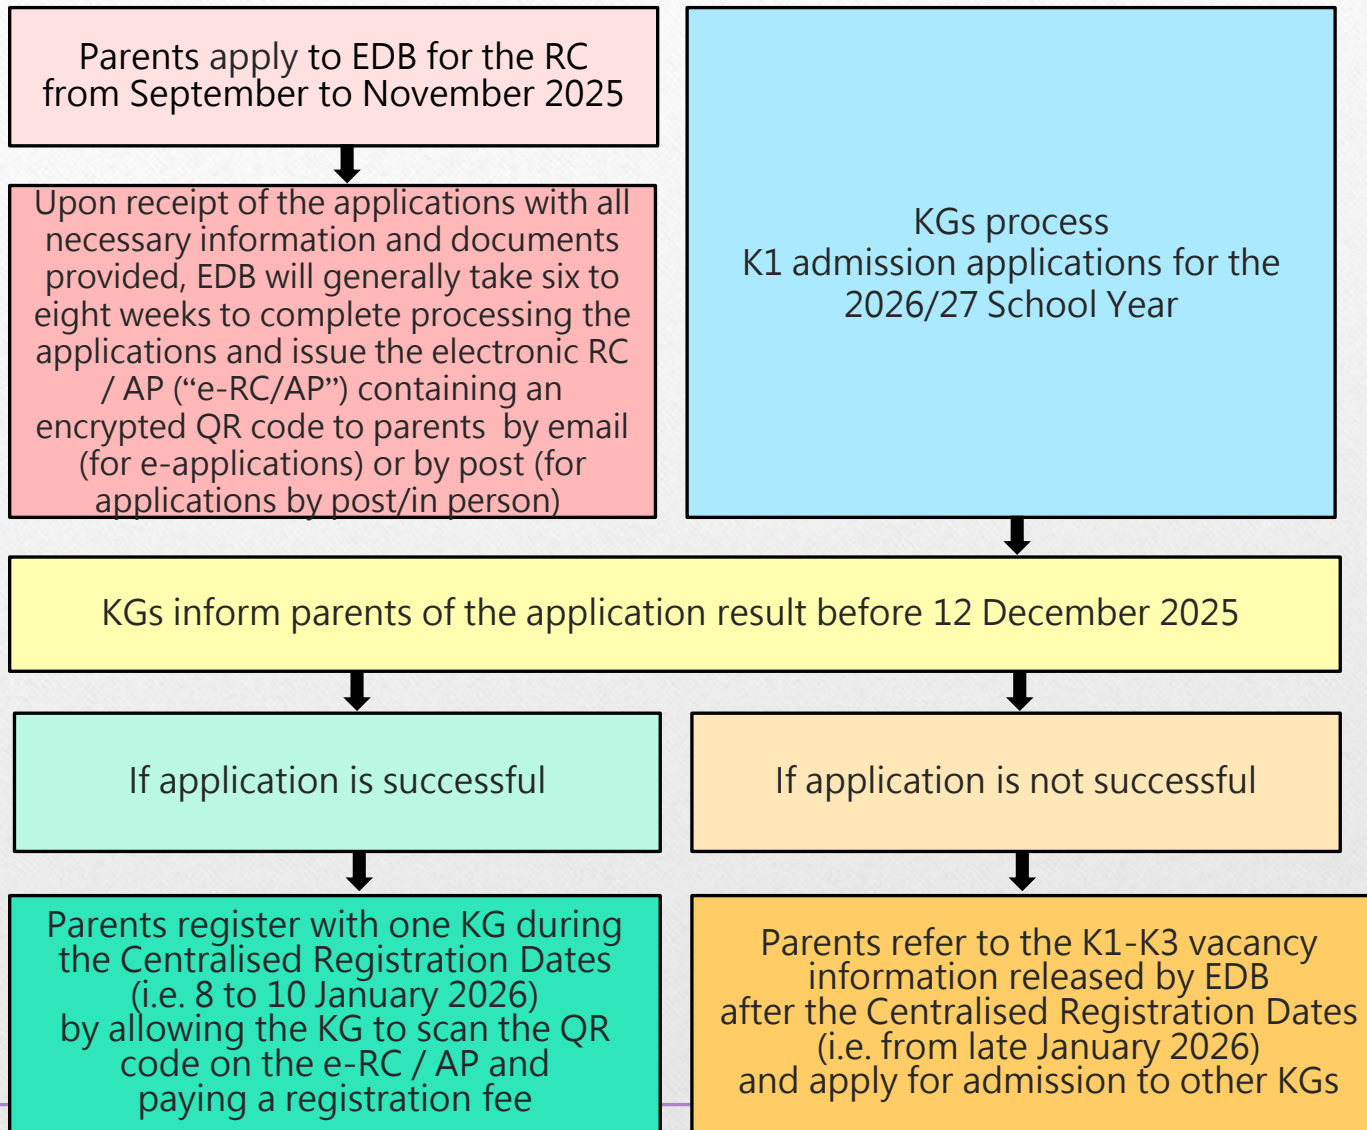 Parents apply to EDB for the RC
from September to November 2025
Upon receipt of the applications with all
necessary information and documents
provided, EDB will generally take six to
eight weeks to complete processing the
applications and issue the electronic RC
/ AP (“e-RC/AP”) containing an
encrypted QR code to parents  by email
(for e-applications) or by post (for
applications by post/in person)
KGs process
K1 admission applications for the
2026/27 School Year
KGs inform parents of the application result before 12 December 2025
If application is successful
If application is not successful
Parents register with one KG during
the Centralised Registration Dates
(i.e. 8 to 10 January 2026)
by allowing the KG to scan the QR
code on the e-RC / AP and
paying a registration fee
Parents refer to the K1-K3 vacancy
information released by EDB
after the Centralised Registration Dates
(i.e. from late January 2026)
and apply for admission to other KGs